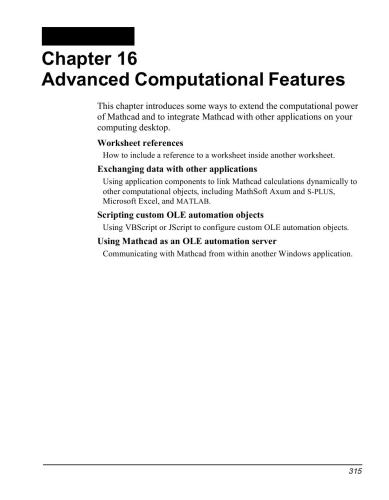 Chapter 16
Advanced Computational Features
This chapter introduces some ways to extend the computational power
of Mathcad and to integrate Mathcad with other applications on your
computing desktop.
Worksheet references
How to include a reference to a worksheet inside another worksheet.
Exchanging data with other applications
Using application components to link Mathcad calculations dynamically to
other computational objects, including MathSoft Axum and S-PLUS,
Microsoft Excel, and MATLAB.
Scripting custom OLE automation objects
Using VBScript or JScript to configure custom OLE automation objects.
Using Mathcad as an OLE automation server
Communicating with Mathcad from within another Windows application.
315